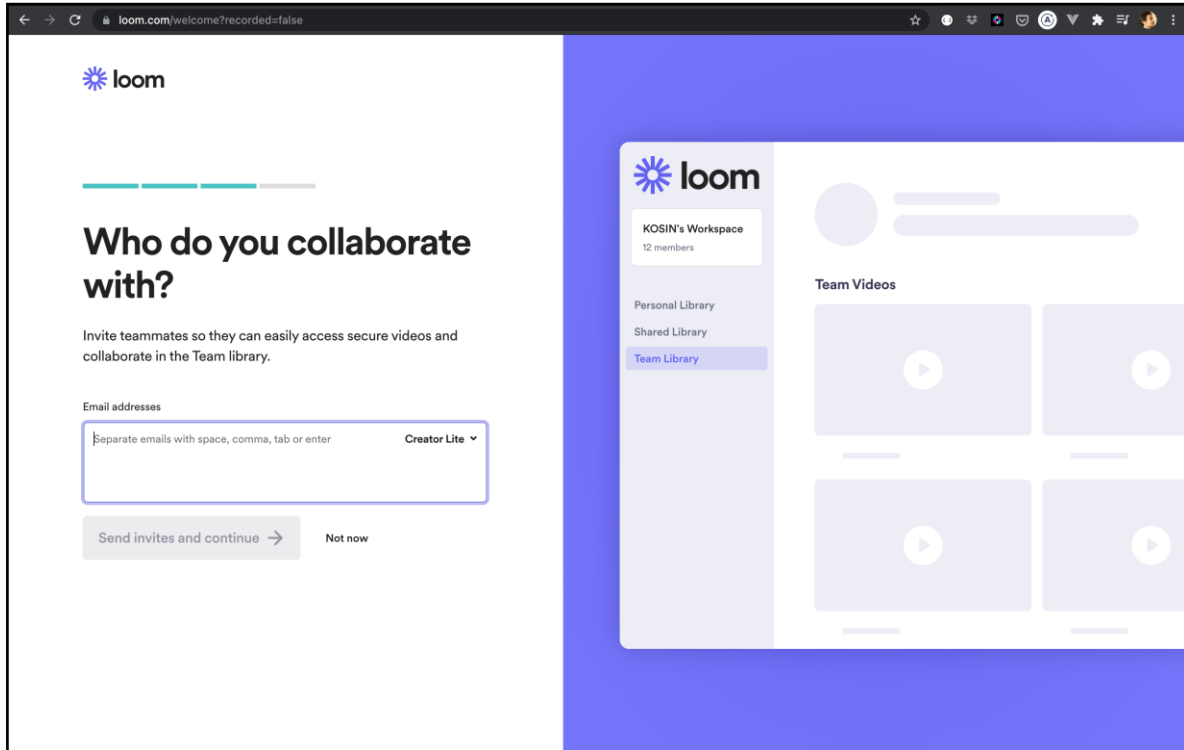 loom.com/welcome?recorded=false
loom
Who do you collaborate
with?
Invite teammates so they can easily access secure videos and
collaborate in the Team library.
Email addresses
Separate emails with space, comma, tab or enter
Creator Lite
Send invites and continue
Not now
loom
KOSIN's Workspace
12 members
Personal Library
Shared Library
Team Library
Team Videos